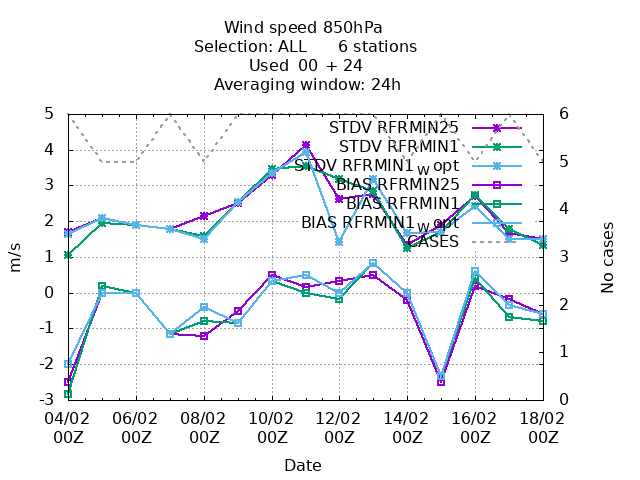 Wind speed 850hPa
Selection: ALL 6 stations
Used 00 + 24
Averaging window: 24h
5
4
3
2
1
0
-1
-2
-3
6
5
4
3
2
1
0
STDV RFRMIN25
STDV RFRMIN1
STDV RFRMIN1w opt
BIAS RFRMIN25
BIAS RFRMIN1
BIAS RFRMIN1w opt
CASES
m/s
No cases
04/02 06/02 08/02 10/02 12/02 14/02 16/02 18/02
00Z 00Z 00Z 00Z 00Z 00Z 00Z 00Z
Date